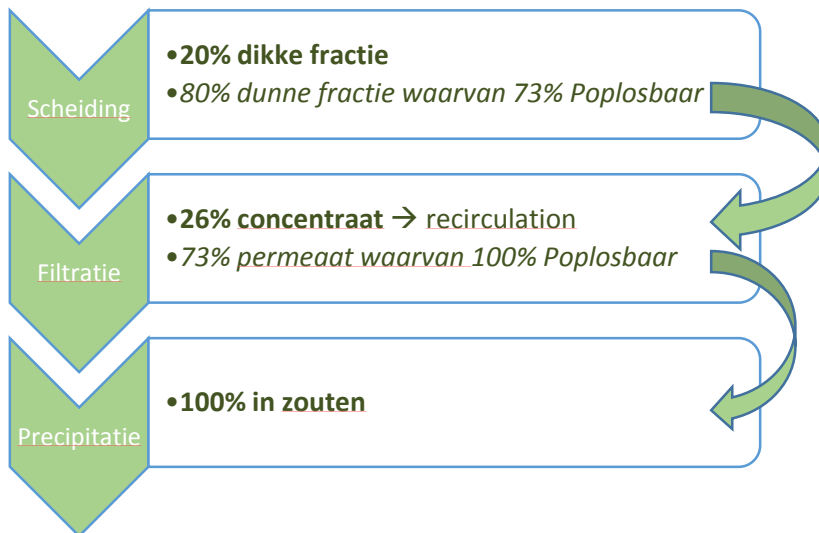 Scheiding
•20% dikke fractie
•80% dunne fractie waarvan 73% Poplosbaar
Filtratie
•26% concentraat → recirculation
•73% permeaat waarvan 100% Poplosbaar
Precipitatie
•100% in zouten